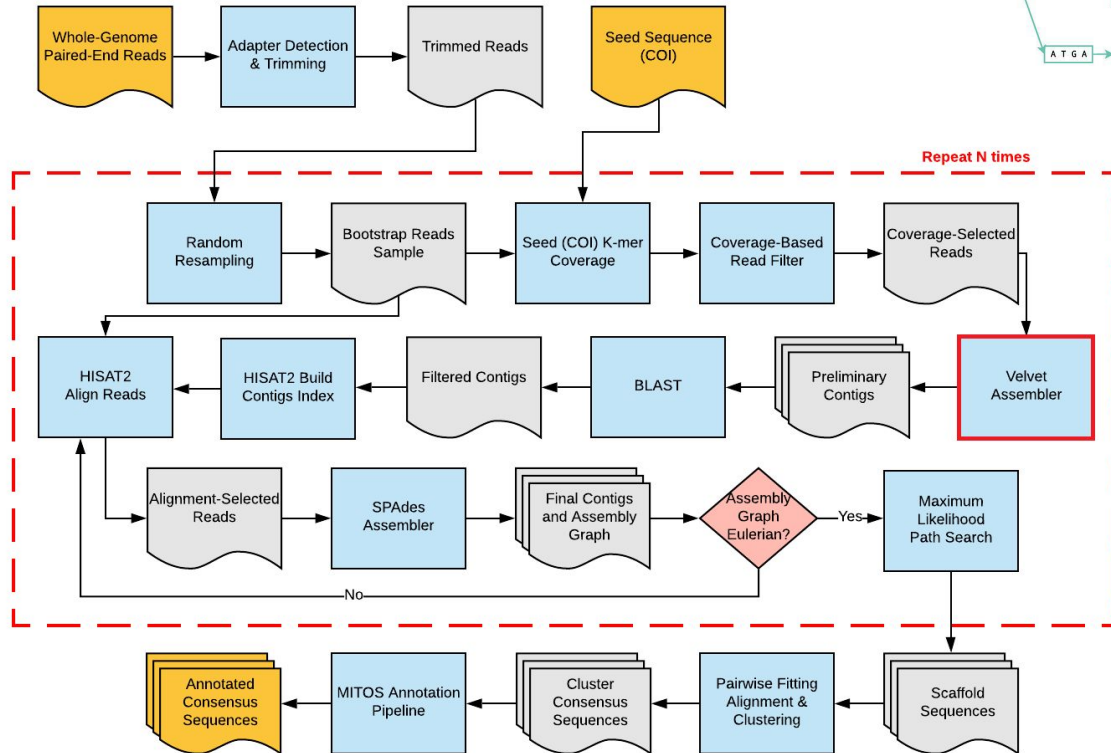 Whole-Genome
Paired-End Reads
Adapter Detection
& Trimming
Trimmed Reads
Seed Sequence
(COI)
A T G A
Repeat N times
Random
Resampling
Bootstrap Reads
Sample
Seed (COI) K-mer
Coverage
Coverage-Based
Read Filter
Coverage-Selected
Reads
HISAT2
Align Reads
HISAT2 Build
Contigs Index
Filtered Contigs
BLAST
Preliminary
Contigs
Velvet
Assembler
Alignment-Selected
Reads
SPAdes
Assembler
Final Contigs
and Assembly
Graph
Assembly
Graph
Eulerian?
Yes
Maximum
Likelihood
Path Search
No
Annotated
Consensus
Sequences
MITOS Annotation
Pipeline
Cluster
Consensus
Sequences
Pairwise Fitting
Alignment &
Clustering
Scaffold
Sequences